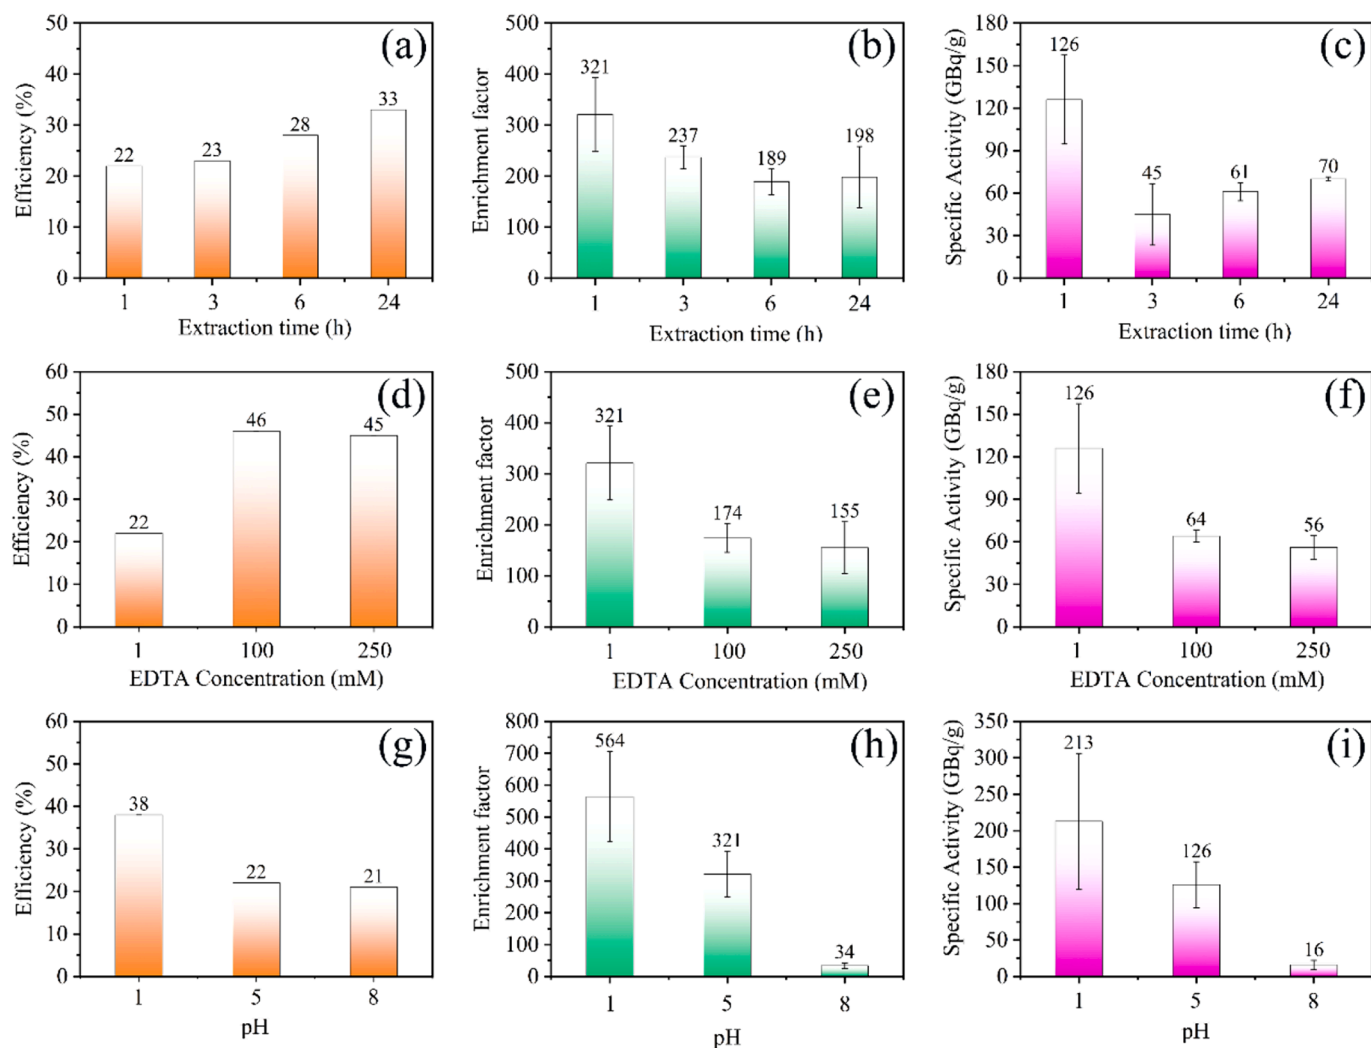 (a)
Efficiency (%)
50
40
30
20
10
0
22
23
28
33
1 3 6 24
Extraction time (h)
(b)
Enrichment factor
500
400
300
200
100
0
321
237
189
198
1 3 6 24
Extraction time (h)
(c)
Specific Activity (GBq/g)
180
150
120
90
60
30
0
126
45
61
70
1 3 6 24
Extraction time (h)
(d)
Efficiency (%)
60
50
40
30
20
10
0
22
46
45
1 100 250
EDTA Concentration (mM)
(e)
Enrichment factor
500
400
300
200
100
0
321
174
155
1 100 250
EDTA Concentration (mM)
(f)
Specific Activity (GBq/g)
180
150
120
90
60
30
0
126
64
56
1 100 250
EDTA Concentration (mM)
(g)
Efficiency (%)
60
50
40
30
20
10
0
38
22
21
1 5 8
pH
(h)
Enrichment factor
800
700
600
500
400
300
200
100
0
564
321
34
1 5 8
pH
(i)
Specific Activity (GBq/g)
350
300
250
200
150
100
50
0
213
126
16
1 5 8
pH